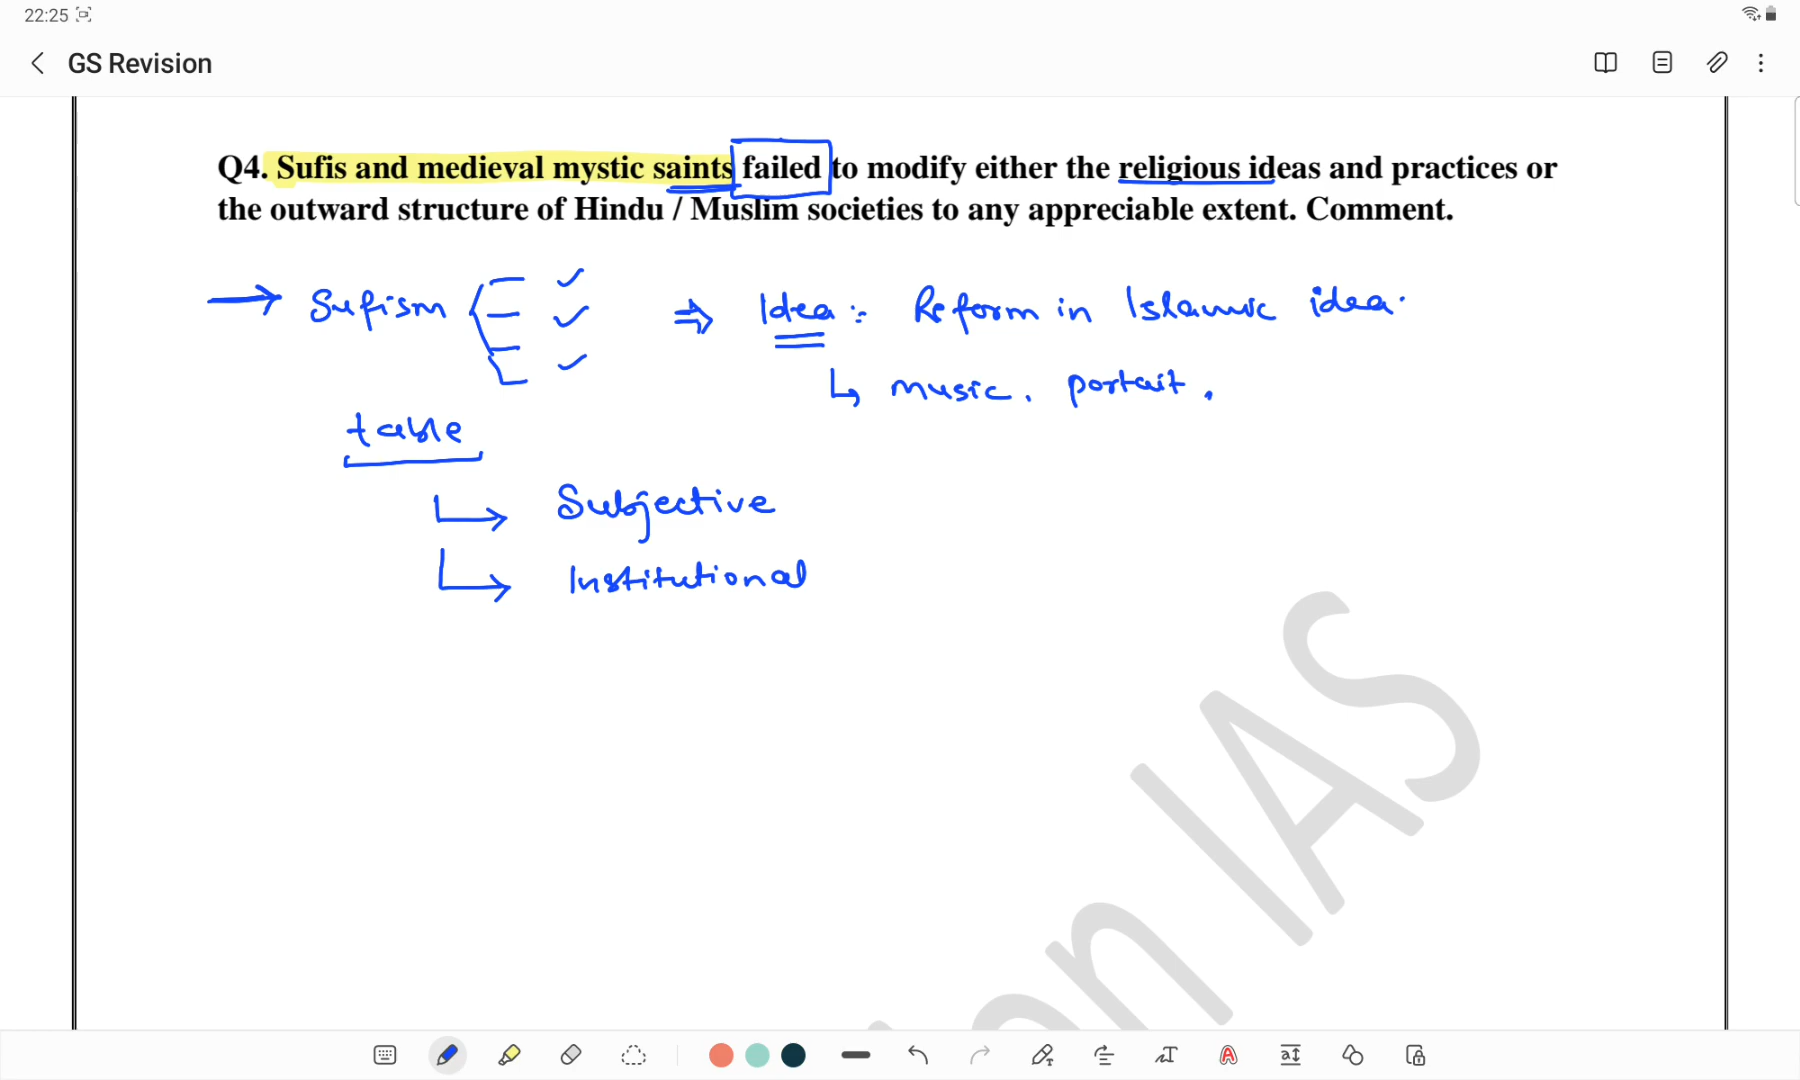 22:25
GS Revision
Q4. Sufis and medieval mystic saints failed to modify either the religious ideas and practices or
the outward structure of Hindu / Muslim societies to any appreciable extent. Comment.
→ Sufism ✓ ✓ ✓ ⇒ Idea : Reform in Islamic idea.
↳ music. portait.
table
↳ Subjective
↳ Institutional
on IAS